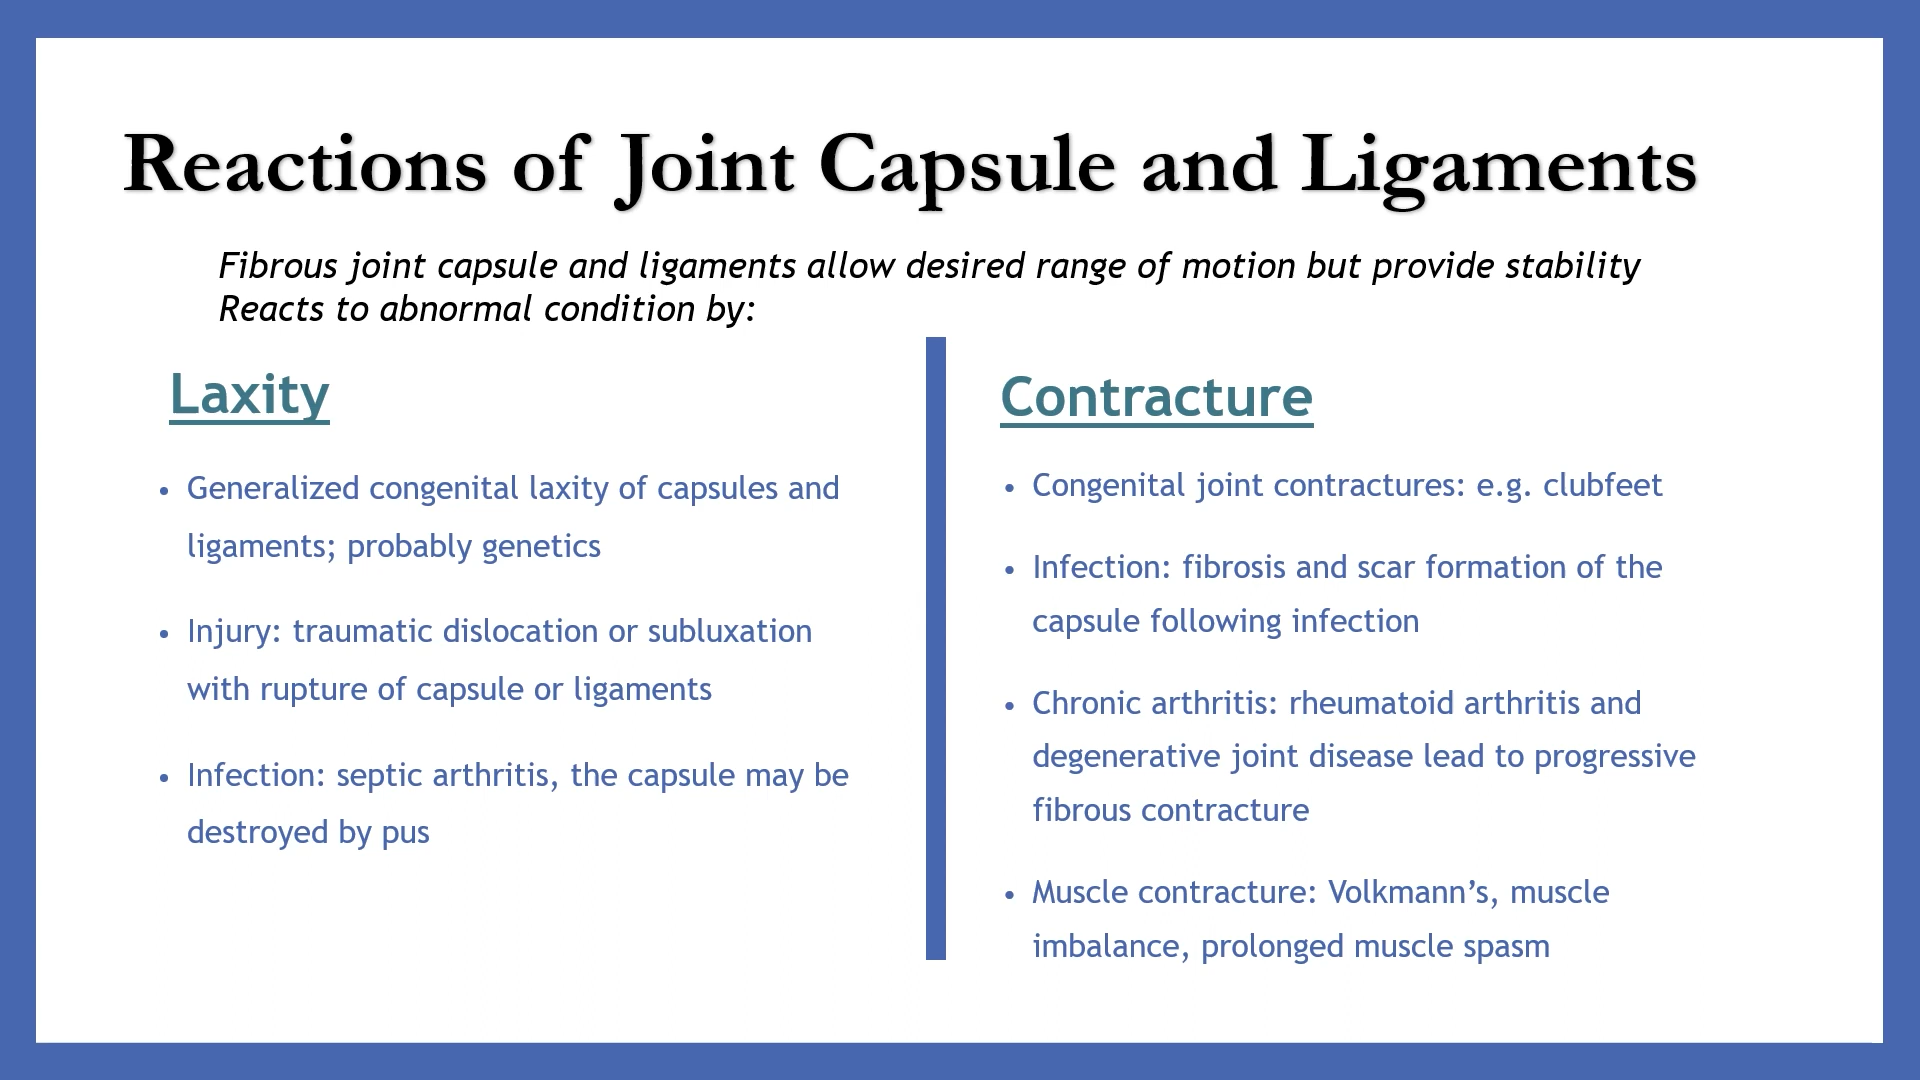 Reactions of Joint Capsule and Ligaments
Fibrous joint capsule and ligaments allow desired range of motion but provide stability
Reacts to abnormal condition by:
Laxity
• Generalized congenital laxity of capsules and
ligaments; probably genetics
• Injury: traumatic dislocation or subluxation
with rupture of capsule or ligaments
• Infection: septic arthritis, the capsule may be
destroyed by pus
Contracture
• Congenital joint contractures: e.g. clubfeet
• Infection: fibrosis and scar formation of the
capsule following infection
• Chronic arthritis: rheumatoid arthritis and
degenerative joint disease lead to progressive
fibrous contracture
• Muscle contracture: Volkmann’s, muscle
imbalance, prolonged muscle spasm